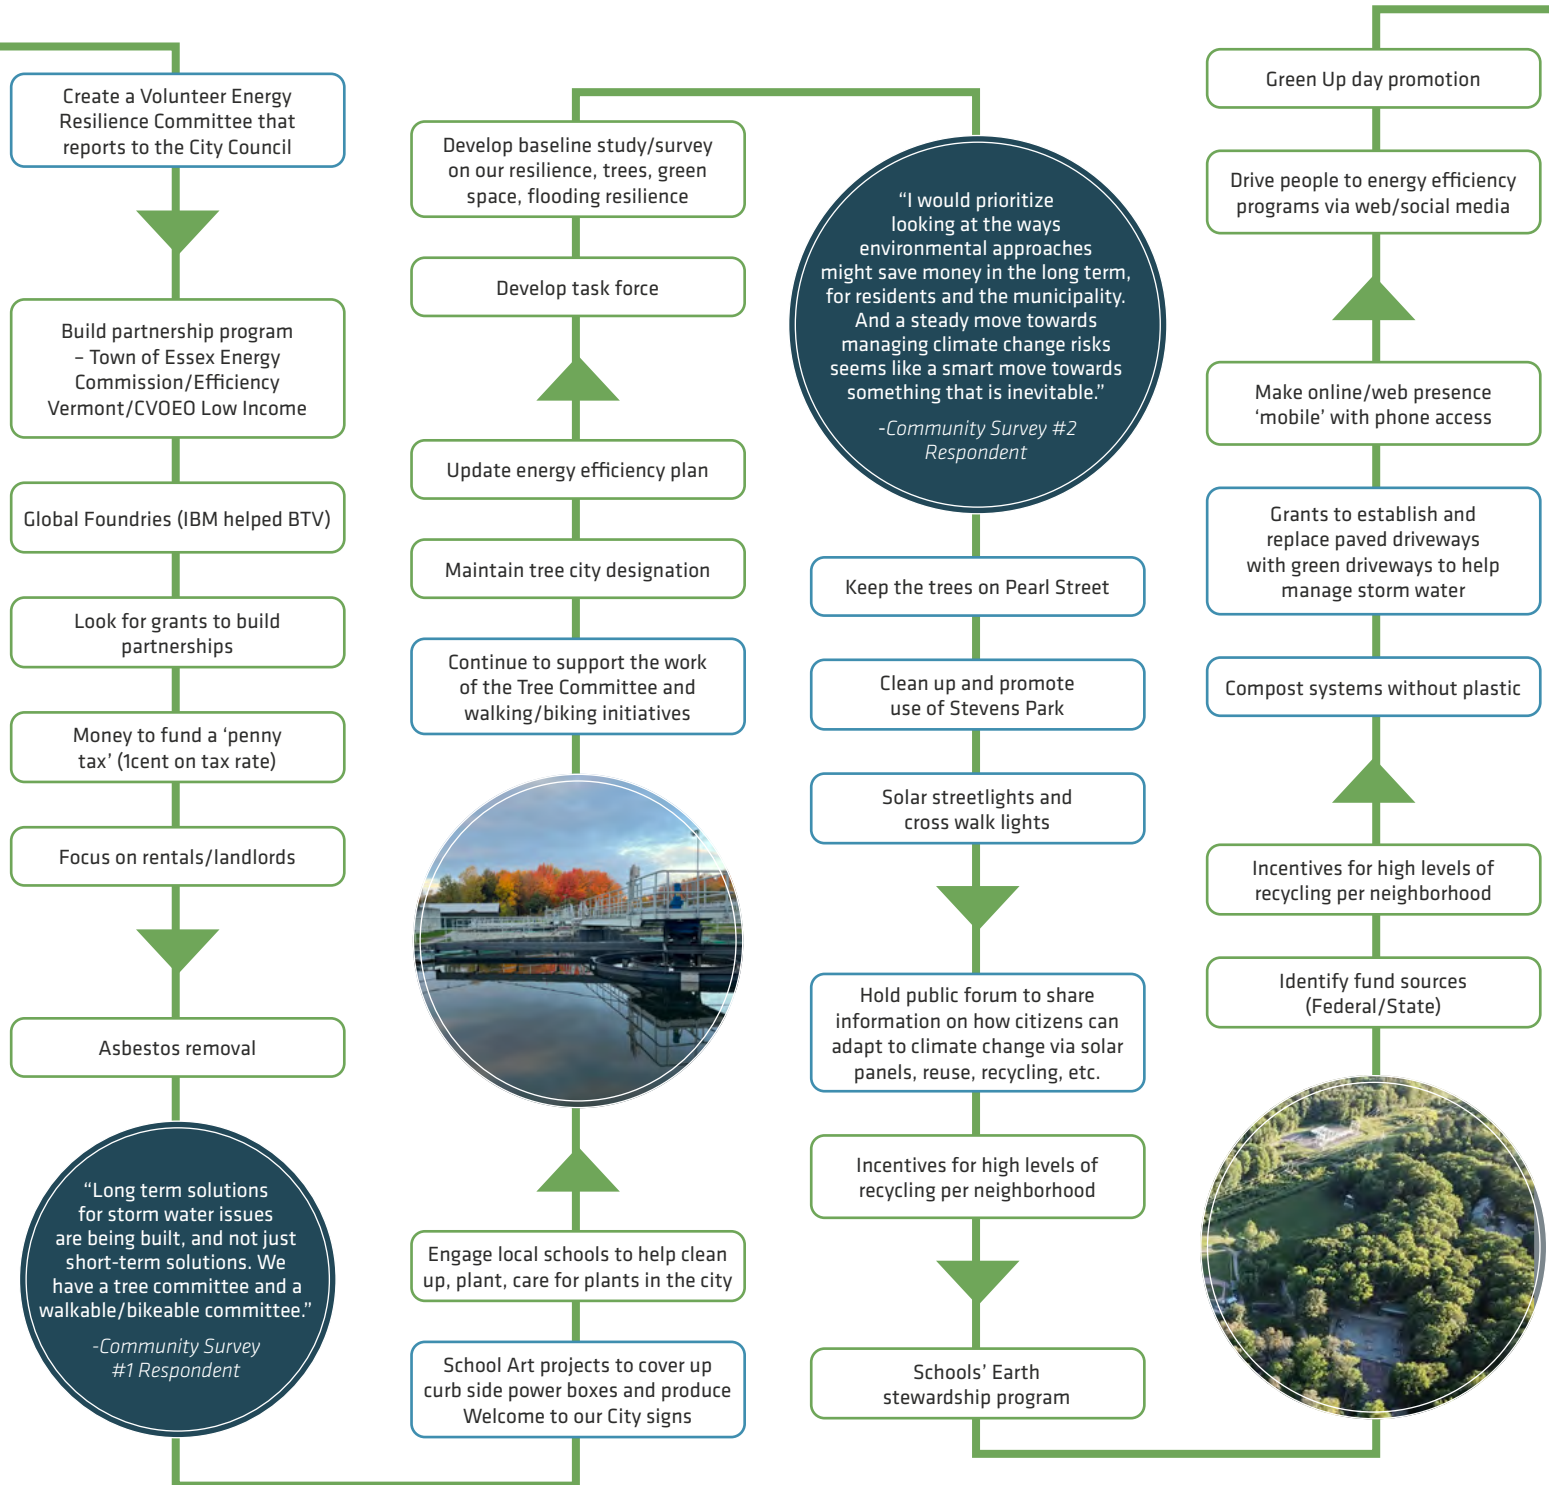 Create a Volunteer Energy
Resilience Committee that
reports to the City Council
Build partnership program
– Town of Essex Energy
Commission/Efficiency
Vermont/CVOEO Low Income
Global Foundries (IBM helped BTV)
Look for grants to build
partnerships
Money to fund a ‘penny
tax’ (1cent on tax rate)
Focus on rentals/landlords
Asbestos removal
“Long term solutions
for storm water issues
are being built, and not just
short-term solutions. We
have a tree committee and a
walkable/bikeable committee.”
-Community Survey
#1 Respondent
School Art projects to cover up
curb side power boxes and produce
Welcome to our City signs
Engage local schools to help clean
up, plant, care for plants in the city
Continue to support the work
of the Tree Committee and
walking/biking initiatives
Maintain tree city designation
Update energy efficiency plan
Develop task force
Develop baseline study/survey
on our resilience, trees, green
space, flooding resilience
“I would prioritize
looking at the ways
environmental approaches
might save money in the long term,
for residents and the municipality.
And a steady move towards
managing climate change risks
seems like a smart move towards
something that is inevitable.”
-Community Survey #2
Respondent
Keep the trees on Pearl Street
Clean up and promote
use of Stevens Park
Solar streetlights and
cross walk lights
Hold public forum to share
information on how citizens can
adapt to climate change via solar
panels, reuse, recycling, etc.
Incentives for high levels of
recycling per neighborhood
Schools’ Earth
stewardship program
Identify fund sources
(Federal/State)
Incentives for high levels of
recycling per neighborhood
Compost systems without plastic
Grants to establish and
replace paved driveways
with green driveways to help
manage storm water
Make online/web presence
‘mobile’ with phone access
Drive people to energy efficiency
programs via web/social media
Green Up day promotion